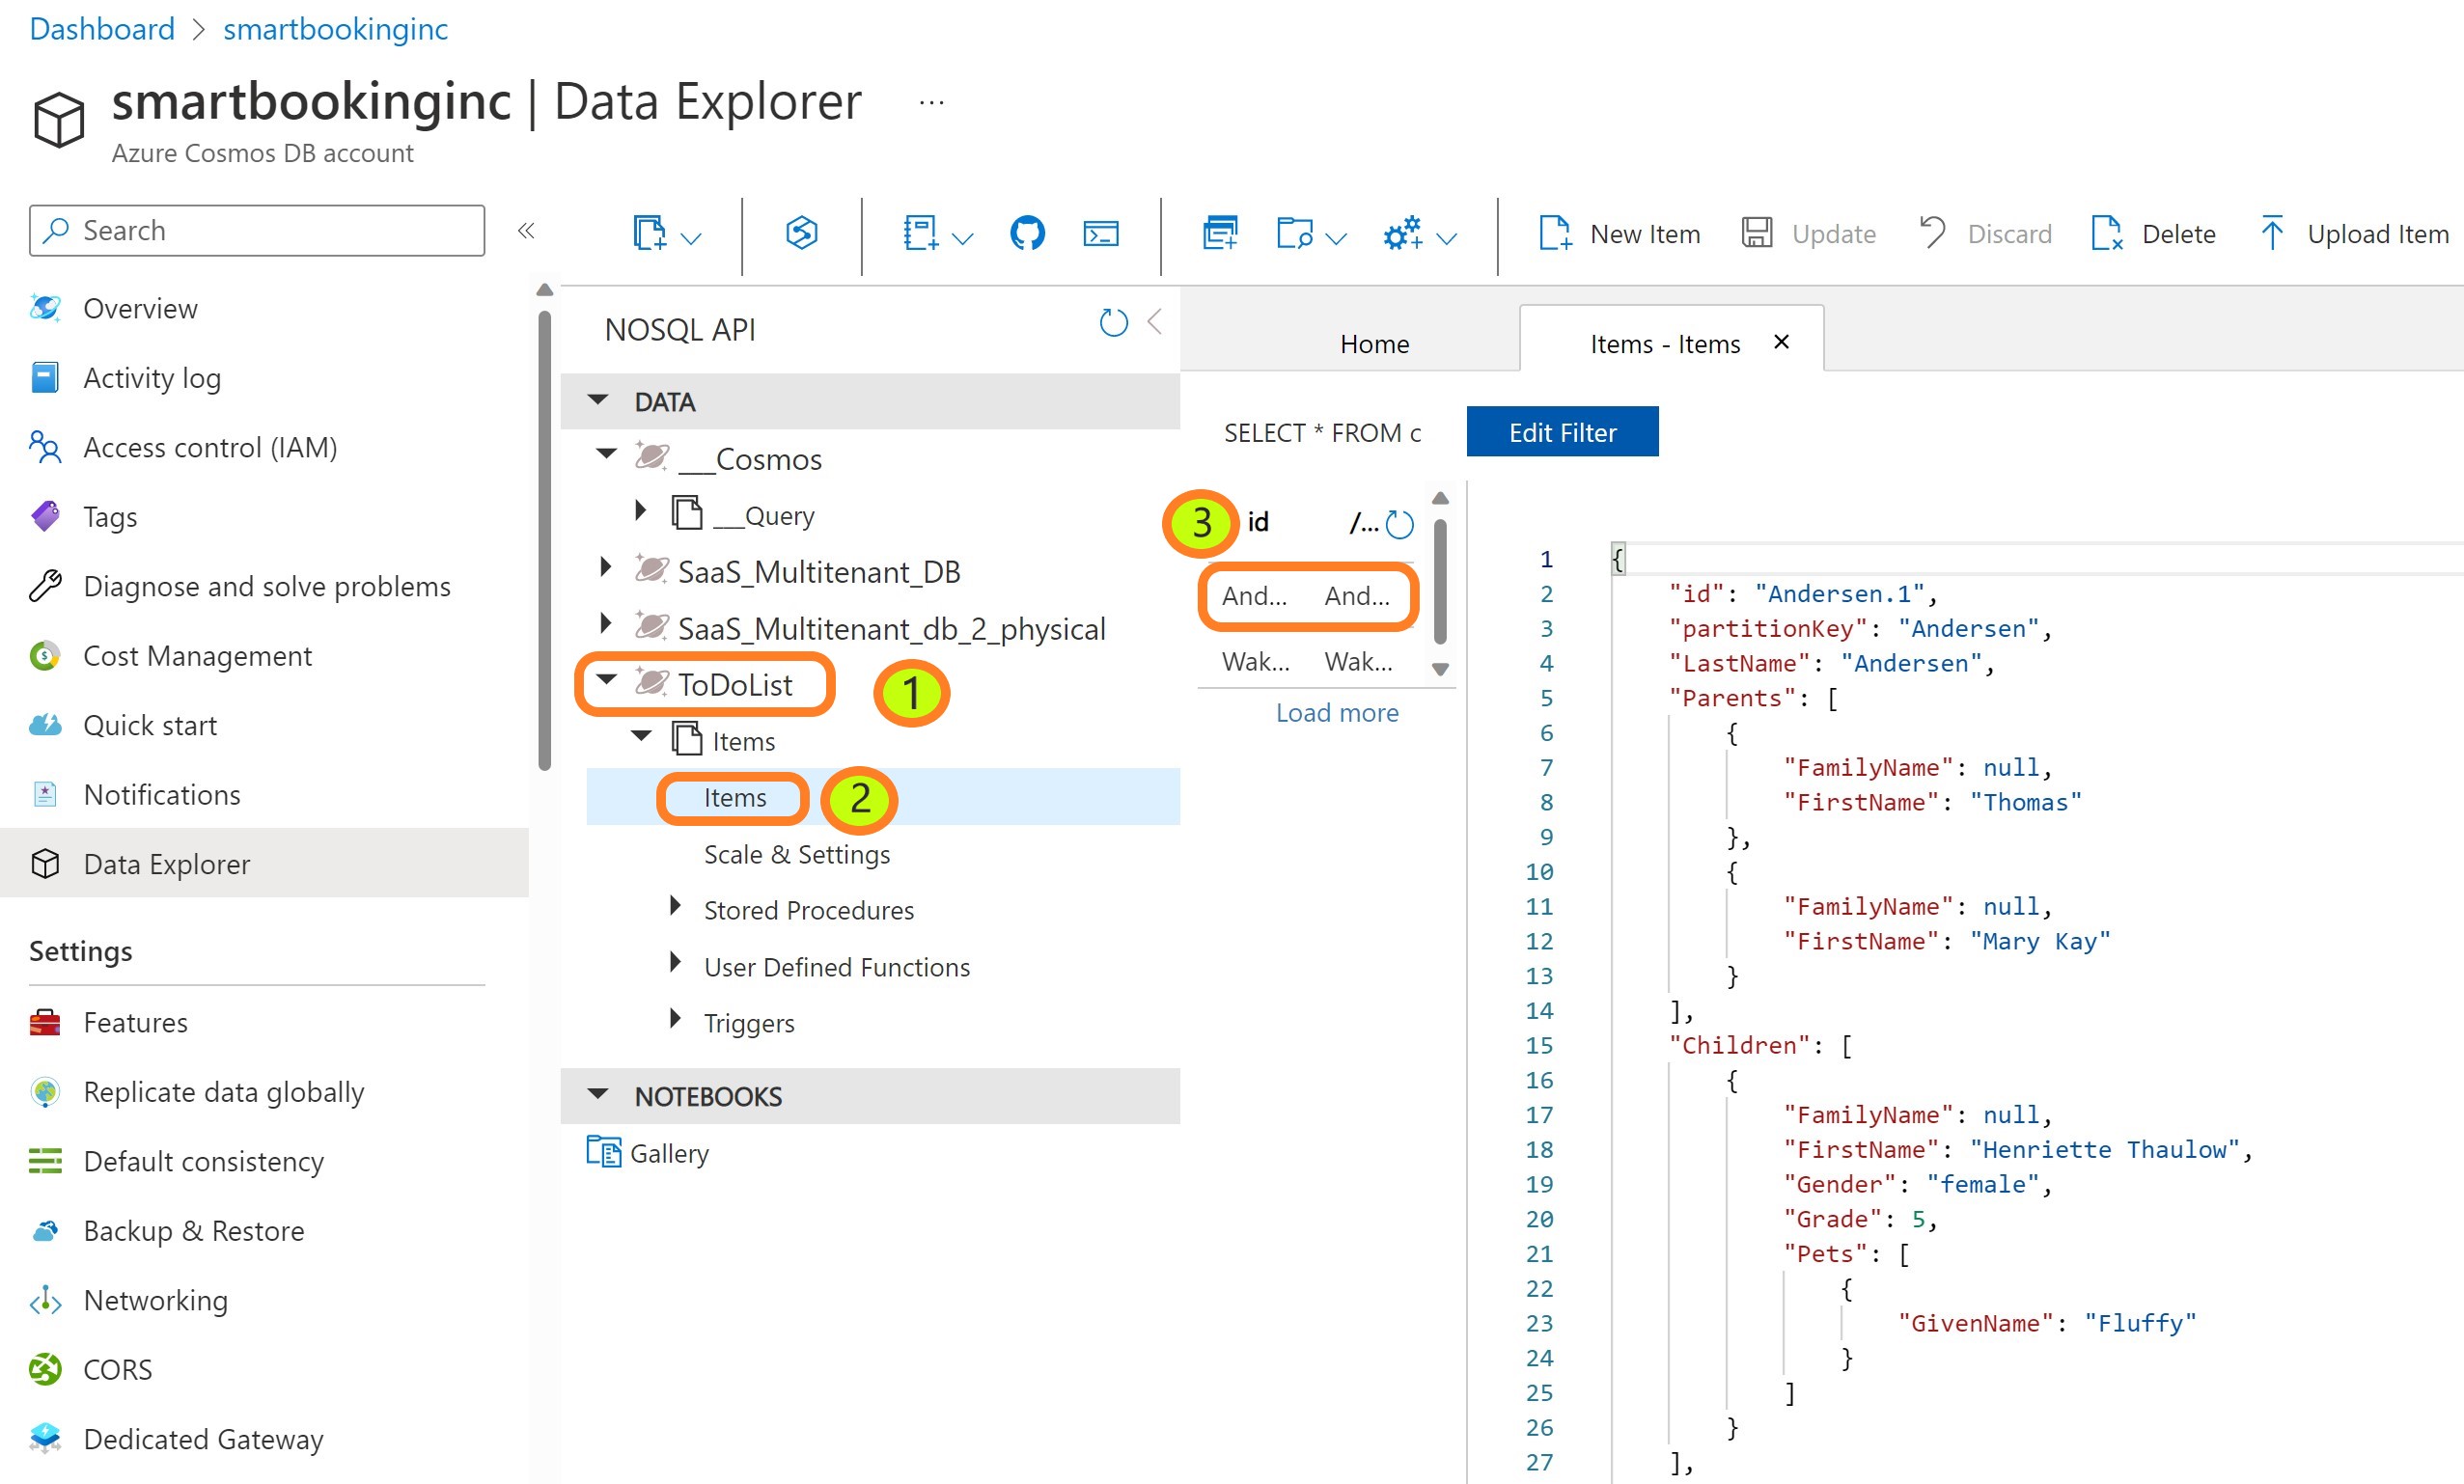 Dashboard > smartbookinginc
smartbookinginc | Data Explorer ...
Azure Cosmos DB account
Search
«
New Item
Update
Discard
Delete
Upload Item
Overview
Activity log
Access control (IAM)
Tags
Diagnose and solve problems
Cost Management
Quick start
Notifications
Data Explorer
Settings
Features
Replicate data globally
Default consistency
Backup & Restore
Networking
CORS
Dedicated Gateway
NOSQL API
DATA
___Cosmos
___Query
SaaS_Multitenant_DB
SaaS_Multitenant_db_2_physical
ToDoList
1
Items
Items
2
Scale & Settings
Stored Procedures
User Defined Functions
Triggers
NOTEBOOKS
Gallery
Home
Items - Items ×
SELECT * FROM c
Edit Filter
3
id /...
And... And...
Wak... Wak...
Load more
1 {
2 "id": "Andersen.1",
3 "partitionKey": "Andersen",
4 "LastName": "Andersen",
5 "Parents": [
6 {
7 "FamilyName": null,
8 "FirstName": "Thomas"
9 },
10 {
11 "FamilyName": null,
12 "FirstName": "Mary Kay"
13 }
14 ],
15 "Children": [
16 {
17 "FamilyName": null,
18 "FirstName": "Henriette Thaulow",
19 "Gender": "female",
20 "Grade": 5,
21 "Pets": [
22 {
23 "GivenName": "Fluffy"
24 }
25 ]
26 }
27 ],